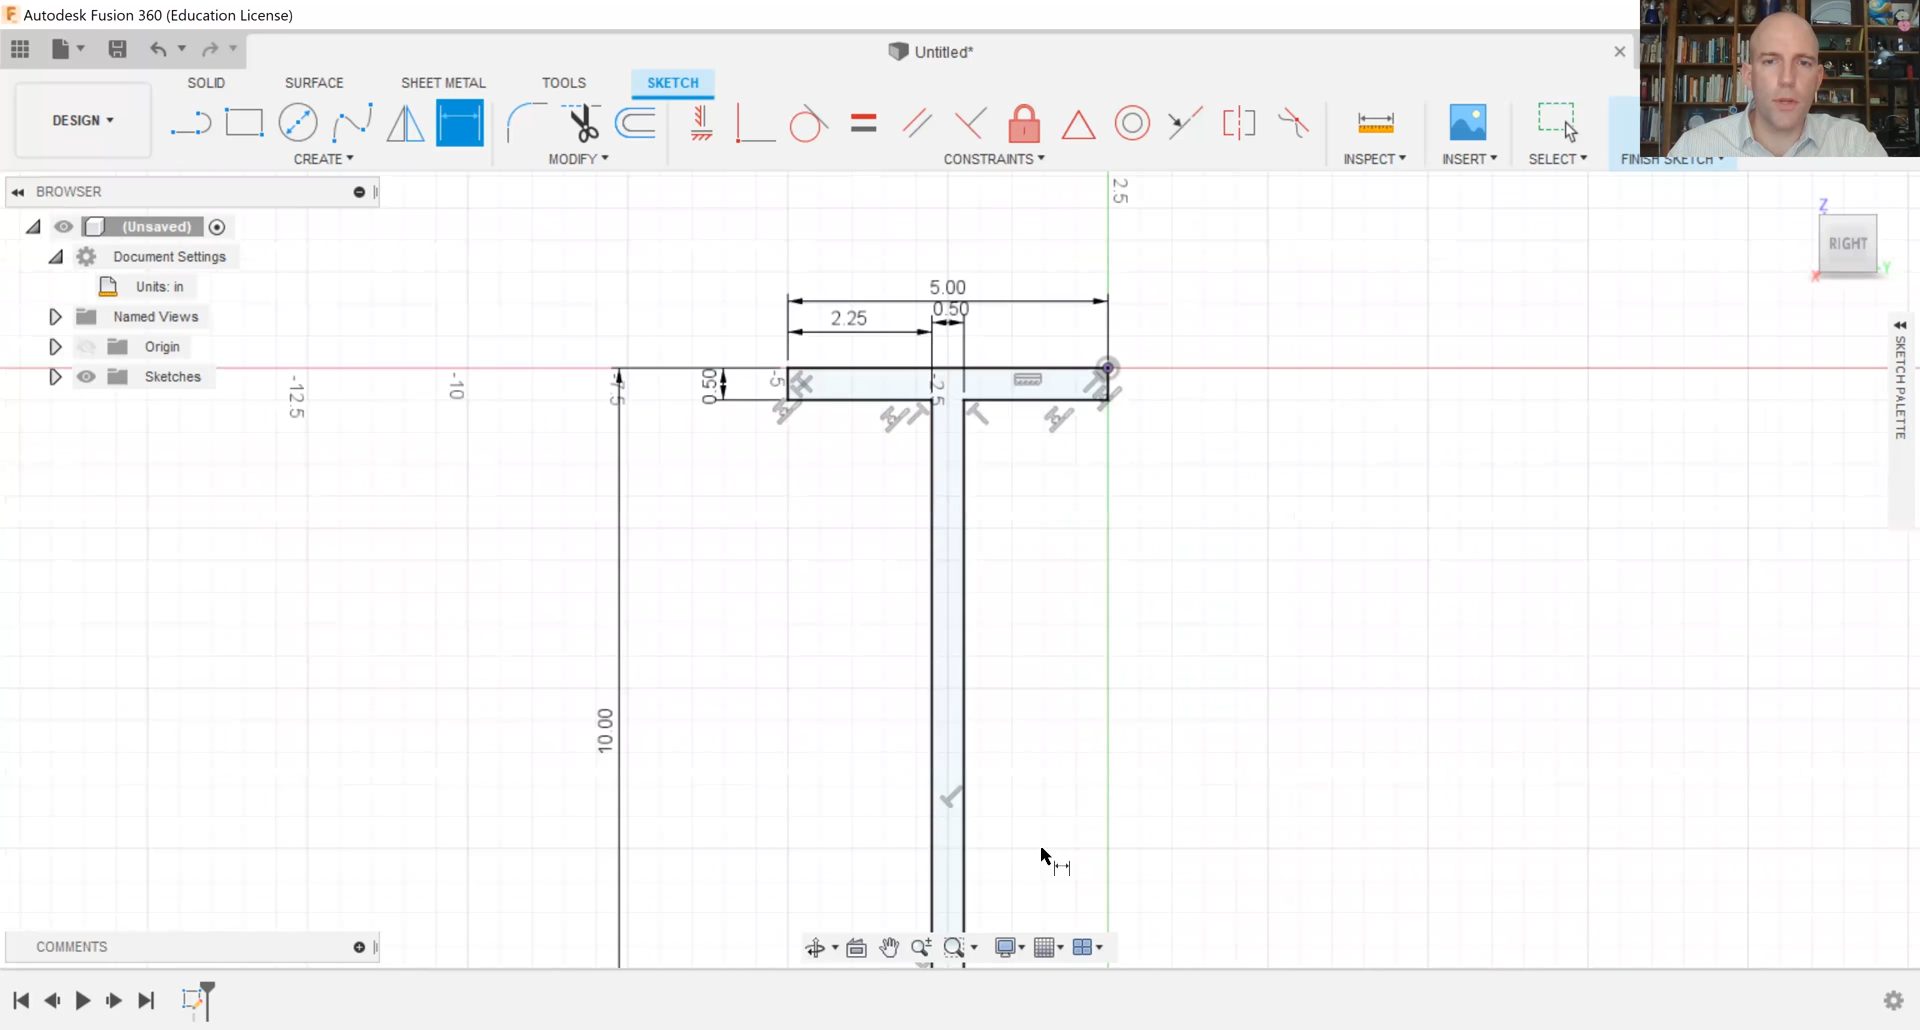 Autodesk Fusion 360 (Education License)
Untitled*
SOLID SURFACE SHEET METAL TOOLS SKETCH
DESIGN
CREATE MODIFY CONSTRAINTS INSPECT INSERT SELECT FINISH SKETCH
BROWSER
(Unsaved)
Document Settings
Units: in
Named Views
Origin
Sketches
2.5
Z
RIGHT
X
Y
5.00
0.50
2.25
0.50
-12.5
-10
-7.5
-5
-2.5
SKETCH PALETTE
10.00
COMMENTS